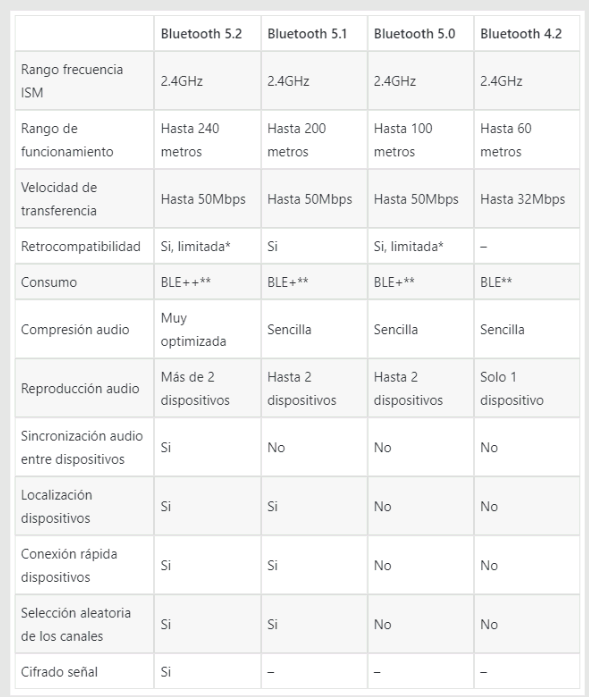 Bluetooth 5.2 Bluetooth 5.1 Bluetooth 5.0 Bluetooth 4.2
Rango frecuencia
ISM
2.4GHz 2.4GHz 2.4GHz 2.4GHz
Rango de
funcionamiento
Hasta 240
metros
Hasta 200
metros
Hasta 100
metros
Hasta 60
metros
Velocidad de
transferencia
Hasta 50Mbps Hasta 50Mbps Hasta 50Mbps Hasta 32Mbps
Retrocompatibilidad Si, limitada* Si Si, limitada* –
Consumo BLE++** BLE+** BLE+** BLE**
Compresión audio
Muy
optimizada
Sencilla Sencilla Sencilla
Reproducción audio
Más de 2
dispositivos
Hasta 2
dispositivos
Hasta 2
dispositivos
Solo 1
dispositivo
Sincronización audio
entre dispositivos
Si No No No
Localización
dispositivos
Si Si No No
Conexión rápida
dispositivos
Si Si No No
Selección aleatoria
de los canales
Si Si No No
Cifrado señal Si – – –